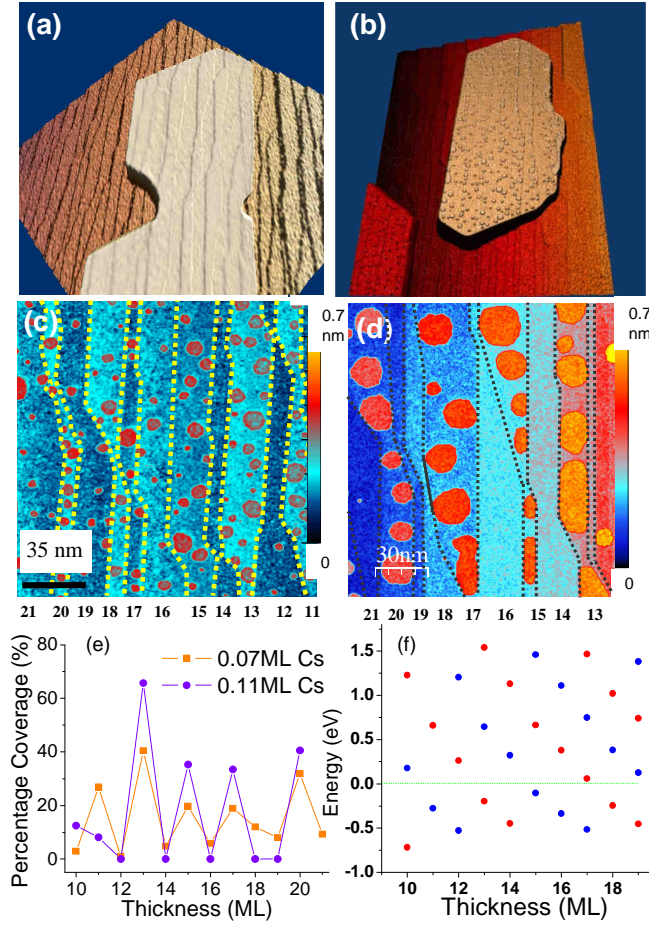 (a)
(b)
(c)
0.7
nm
0
35 nm
(d)
0.7
nm
0
30n:n
21 20 19 18 17 16 15 14 13 12 11
21 20 19 18 17 16 15 14 13
(e)
0.07ML Cs
0.11ML Cs
Percentage Coverage (%)
80
60
40
20
0
10 12 14 16 18 20
Thickness (ML)
(f)
Energy (eV)
1.5
1.0
0.5
0.0
-0.5
-1.0
10 12 14 16 18
Thickness (ML)